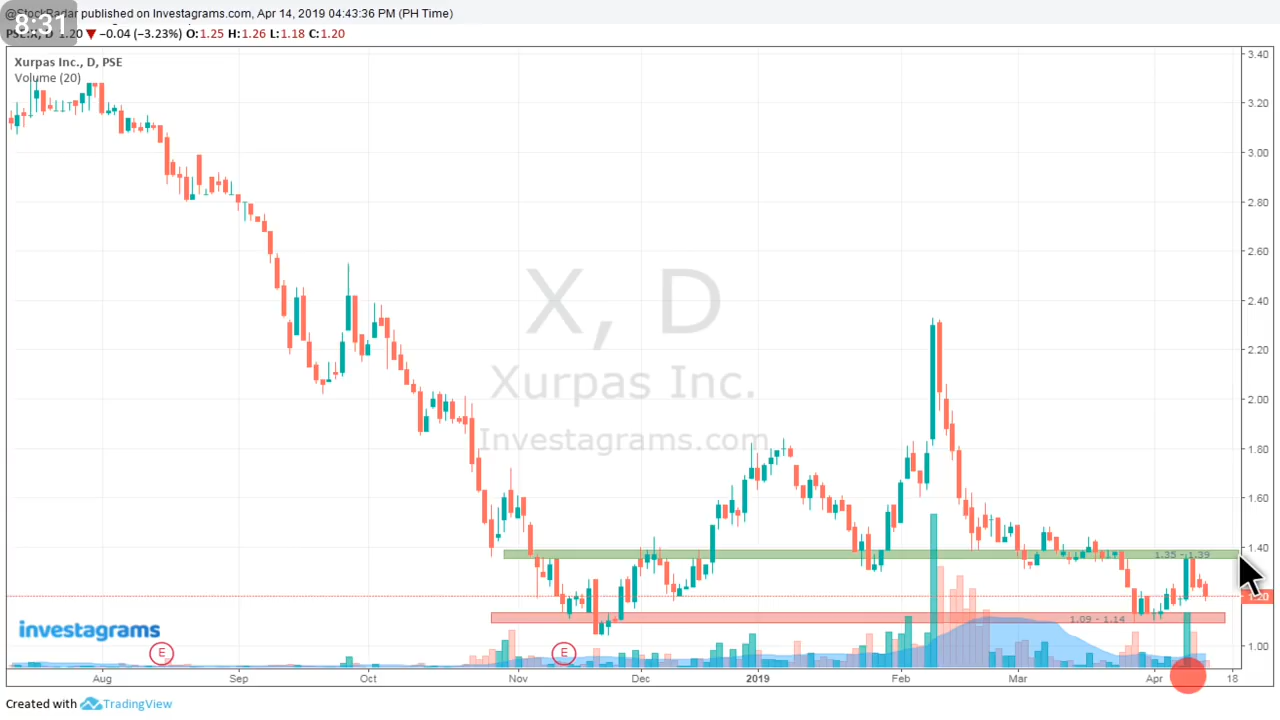 @StockRadar published on Investagrams.com, Apr 14, 2019 04:43:36 PM (PH Time)
8:31
PSE:X, D 1.20 ▼ −0.04 (−3.23%) O:1.25 H:1.26 L:1.18 C:1.20
Xurpas Inc., D, PSE
Volume (20)
3.40
3.20
3.00
2.80
2.60
2.40
2.20
2.00
1.80
1.60
1.40
1.20
1.00
X, D
Xurpas Inc.
Investagrams.com
1.35 - 1.39
1.09 - 1.14
investagrams
E
E
Aug Sep Oct Nov Dec 2019 Feb Mar Apr 18
Created with TradingView